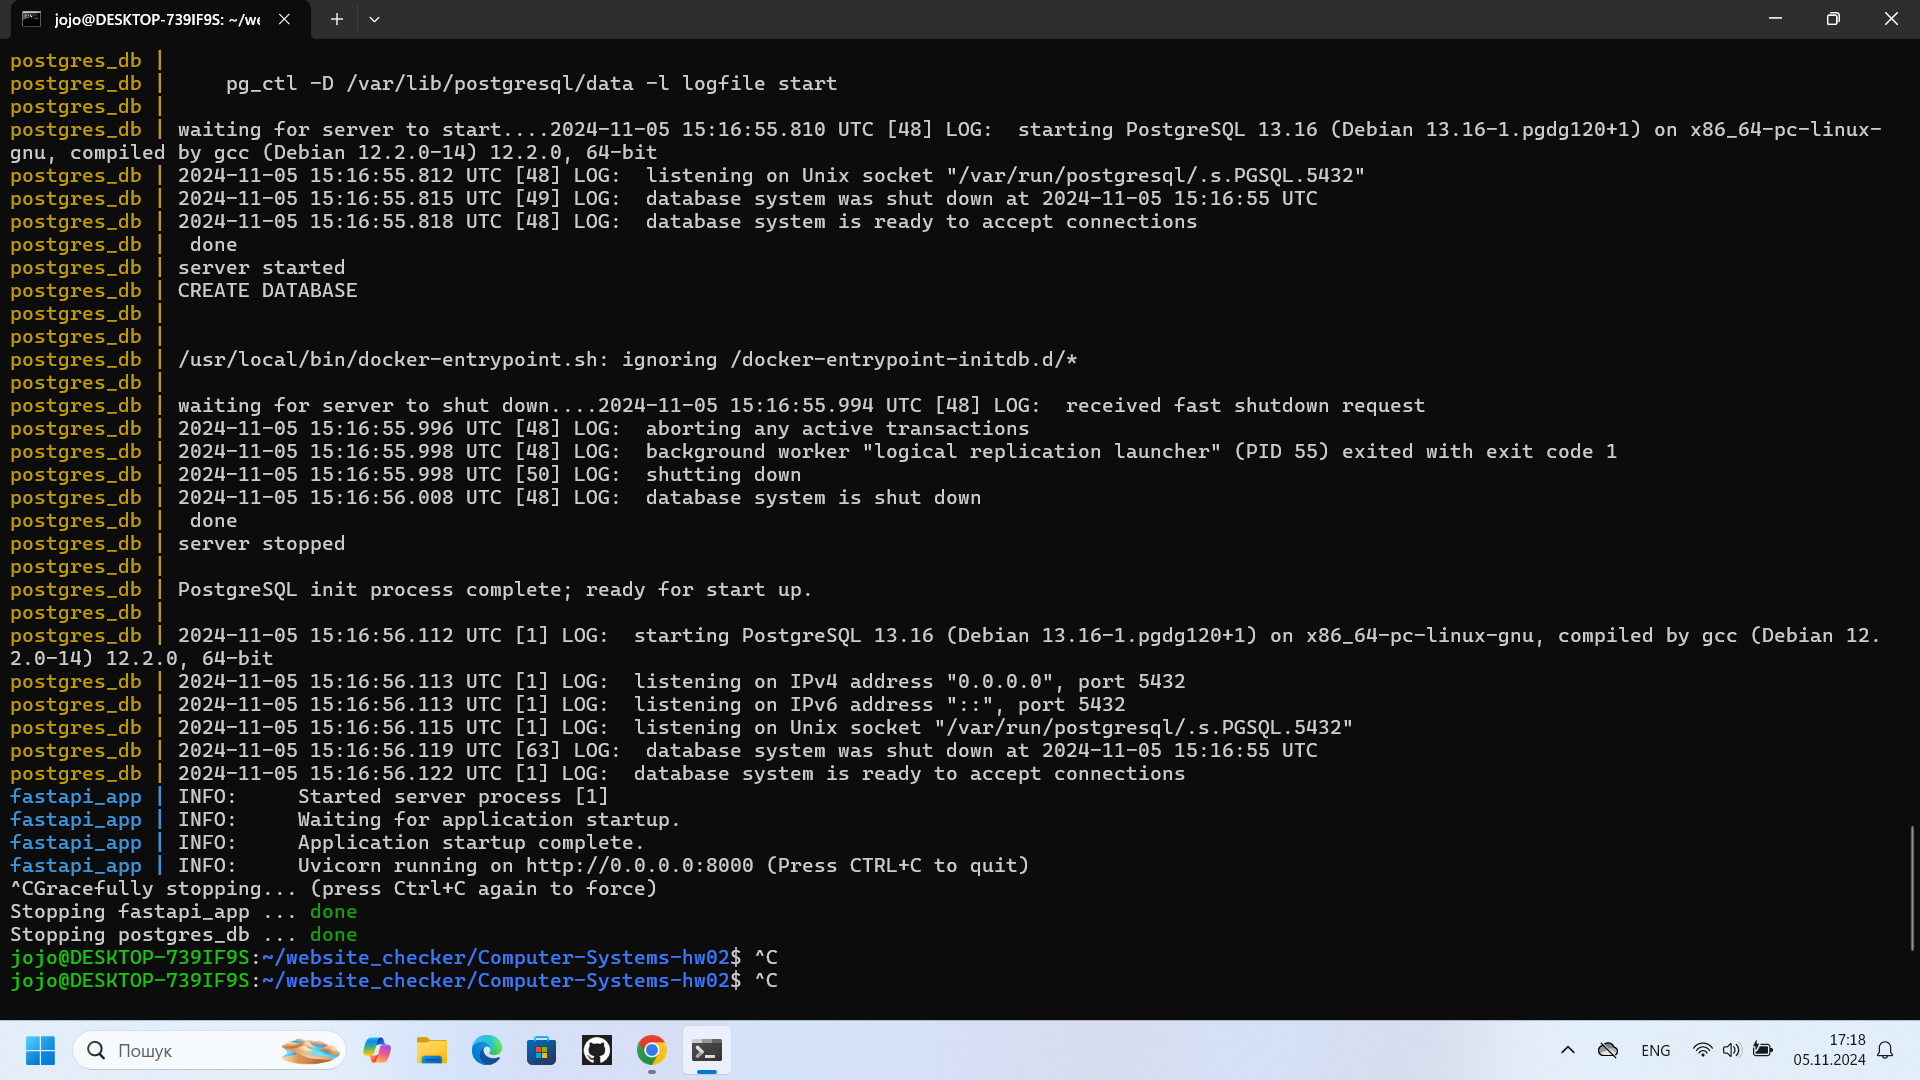 jojo@DESKTOP-739IF9S: ~/we
postgres_db |
postgres_db |     pg_ctl -D /var/lib/postgresql/data -l logfile start
postgres_db |
postgres_db | waiting for server to start....2024-11-05 15:16:55.810 UTC [48] LOG:  starting PostgreSQL 13.16 (Debian 13.16-1.pgdg120+1) on x86_64-pc-linux-
gnu, compiled by gcc (Debian 12.2.0-14) 12.2.0, 64-bit
postgres_db | 2024-11-05 15:16:55.812 UTC [48] LOG:  listening on Unix socket "/var/run/postgresql/.s.PGSQL.5432"
postgres_db | 2024-11-05 15:16:55.815 UTC [49] LOG:  database system was shut down at 2024-11-05 15:16:55 UTC
postgres_db | 2024-11-05 15:16:55.818 UTC [48] LOG:  database system is ready to accept connections
postgres_db |  done
postgres_db | server started
postgres_db | CREATE DATABASE
postgres_db |
postgres_db |
postgres_db | /usr/local/bin/docker-entrypoint.sh: ignoring /docker-entrypoint-initdb.d/*
postgres_db |
postgres_db | waiting for server to shut down....2024-11-05 15:16:55.994 UTC [48] LOG:  received fast shutdown request
postgres_db | 2024-11-05 15:16:55.996 UTC [48] LOG:  aborting any active transactions
postgres_db | 2024-11-05 15:16:55.998 UTC [48] LOG:  background worker "logical replication launcher" (PID 55) exited with exit code 1
postgres_db | 2024-11-05 15:16:55.998 UTC [50] LOG:  shutting down
postgres_db | 2024-11-05 15:16:56.008 UTC [48] LOG:  database system is shut down
postgres_db |  done
postgres_db | server stopped
postgres_db |
postgres_db | PostgreSQL init process complete; ready for start up.
postgres_db |
postgres_db | 2024-11-05 15:16:56.112 UTC [1] LOG:  starting PostgreSQL 13.16 (Debian 13.16-1.pgdg120+1) on x86_64-pc-linux-gnu, compiled by gcc (Debian 12.
2.0-14) 12.2.0, 64-bit
postgres_db | 2024-11-05 15:16:56.113 UTC [1] LOG:  listening on IPv4 address "0.0.0.0", port 5432
postgres_db | 2024-11-05 15:16:56.113 UTC [1] LOG:  listening on IPv6 address "::", port 5432
postgres_db | 2024-11-05 15:16:56.115 UTC [1] LOG:  listening on Unix socket "/var/run/postgresql/.s.PGSQL.5432"
postgres_db | 2024-11-05 15:16:56.119 UTC [63] LOG:  database system was shut down at 2024-11-05 15:16:55 UTC
postgres_db | 2024-11-05 15:16:56.122 UTC [1] LOG:  database system is ready to accept connections
fastapi_app | INFO:     Started server process [1]
fastapi_app | INFO:     Waiting for application startup.
fastapi_app | INFO:     Application startup complete.
fastapi_app | INFO:     Uvicorn running on http://0.0.0.0:8000 (Press CTRL+C to quit)
^CGracefully stopping... (press Ctrl+C again to force)
Stopping fastapi_app ... done
Stopping postgres_db ... done
jojo@DESKTOP-739IF9S:~/website_checker/Computer-Systems-hw02$ ^C
jojo@DESKTOP-739IF9S:~/website_checker/Computer-Systems-hw02$ ^C
Пошук
ENG
17:18
05.11.2024